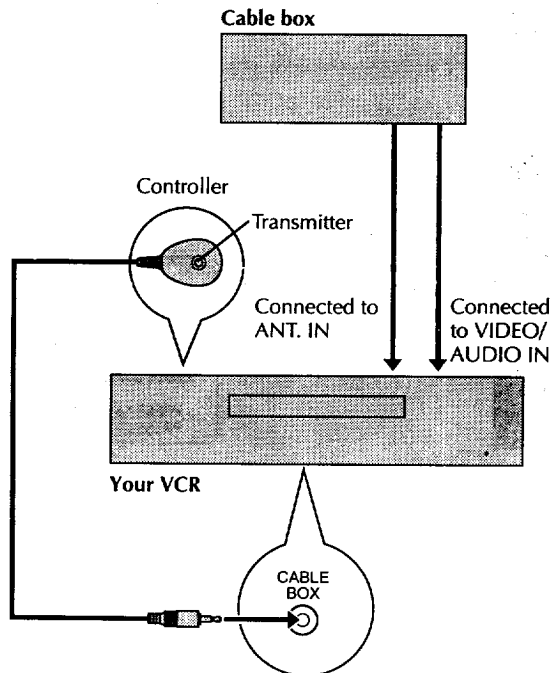 Cable box
Controller
Transmitter
Connected to
ANT. IN
Connected
to VIDEO/
AUDIO IN
Your VCR
CABLE
BOX